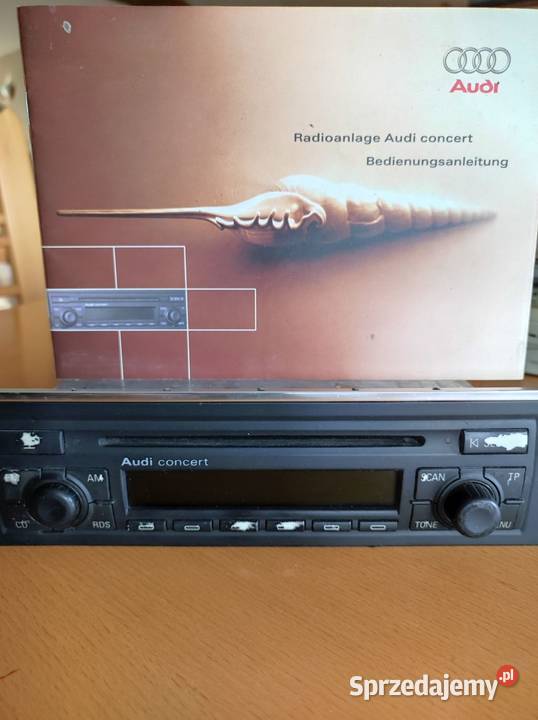 Audi
Radioanlage Audi concert
Bedienungsanleitung
Audi concert
AM
CD
RDS
SCAN
TP
TONE
Sprzedajemy.pl